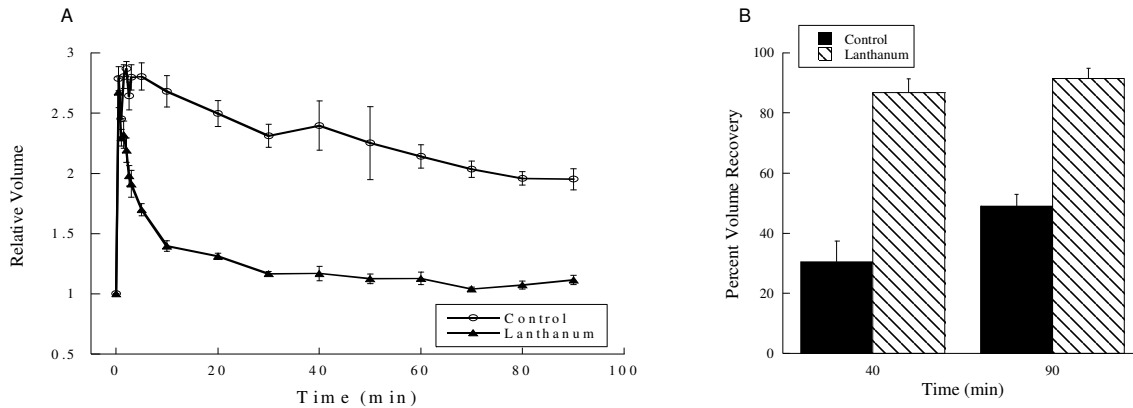 A
3
2.5
2
1.5
1
0.5
Relative Volume
0
20
40
60
80
100
Time (min)
Control
Lanthanum
B
Control
Lanthanum
100
80
60
40
20
0
Percent Volume Recovery
40
90
Time (min)